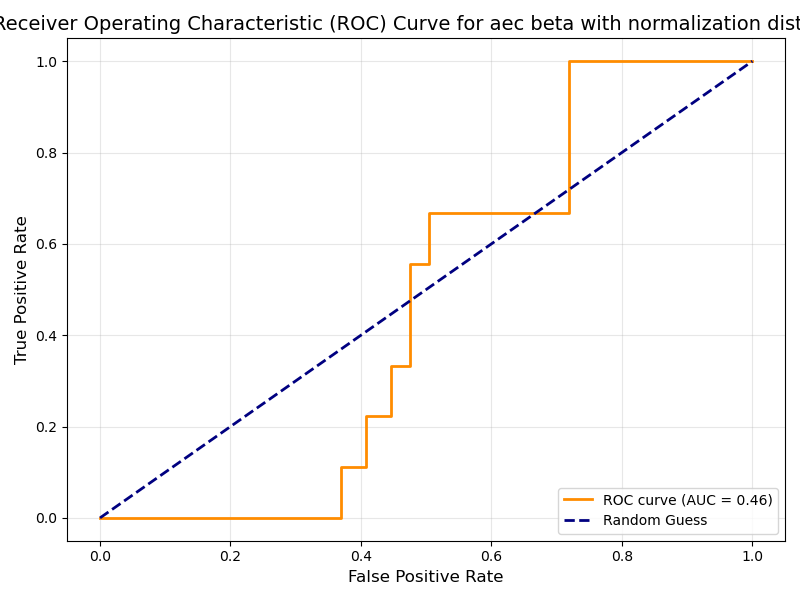 Receiver Operating Characteristic (ROC) Curve for aec beta with normalization dist
1.0
0.8
0.6
0.4
0.2
0.0
True Positive Rate
ROC curve (AUC = 0.46)
Random Guess
0.0 0.2 0.4 0.6 0.8 1.0
False Positive Rate